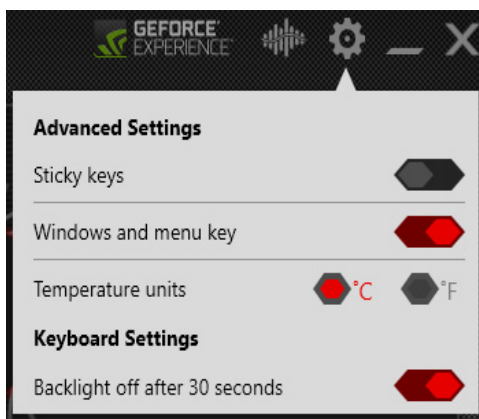 GEFORCE
EXPERIENCE
Advanced Settings
Sticky keys
Windows and menu key
Temperature units °C °F
Keyboard Settings
Backlight off after 30 seconds